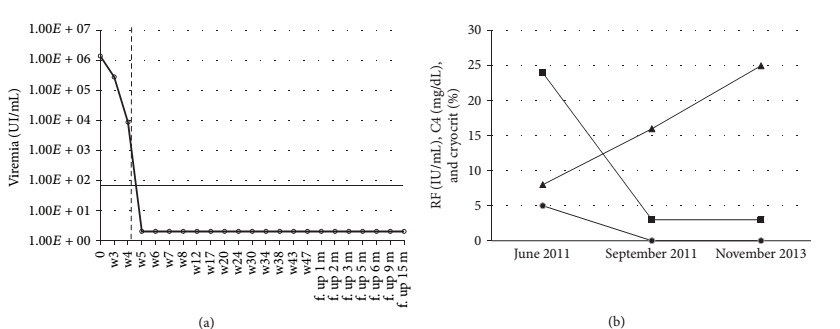 1.00E + 07
1.00E + 06
1.00E + 05
1.00E + 04
1.00E + 03
1.00E + 02
1.00E + 01
1.00E + 00
Viremia (UI/mL)
0
w3
w4
w5
w6
w7
w8
w12
w17
w20
w24
w30
w34
w38
w43
w47
f. up 1 m
f. up 2 m
f. up 3 m
f. up 5 m
f. up 6 m
f. up 9 m
f. up 15 m
(a)
30
25
20
15
10
5
0
RF (IU/mL), C4 (mg/dL),
and cryocrit (%)
June 2011
September 2011
November 2013
(b)